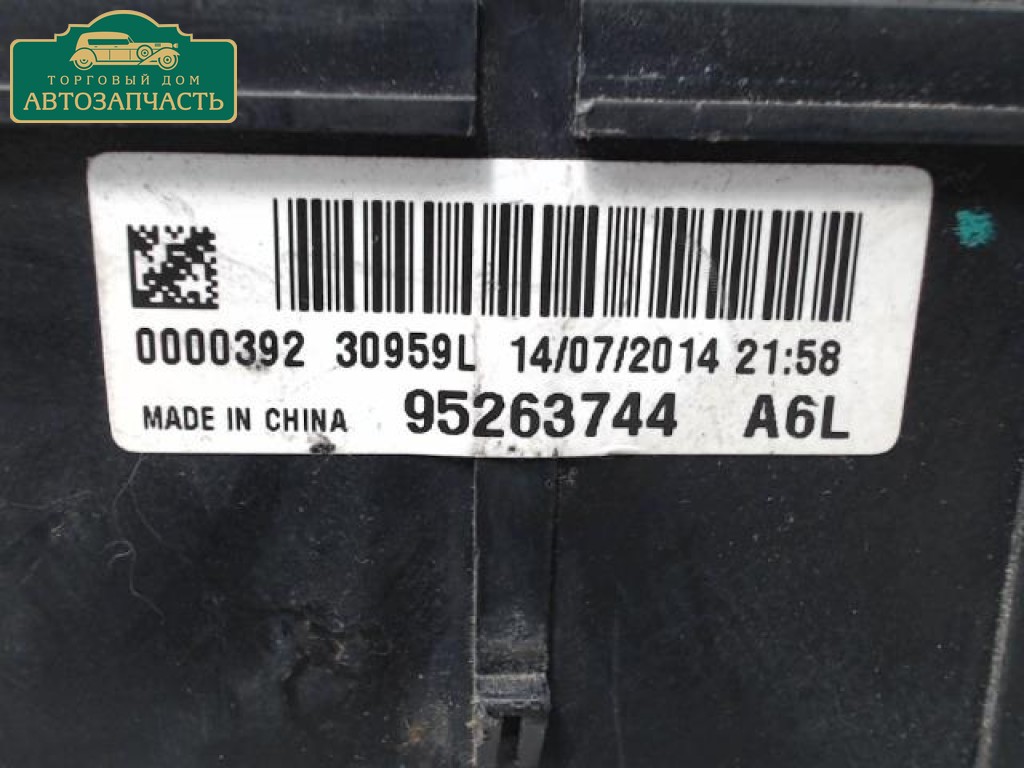 ТОРГОВЫЙ ДОМ
АВТОЗАПЧАСТЬ
0000392 30959L 14/07/2014 21:58
MADE IN CHINA 95263744 A6L